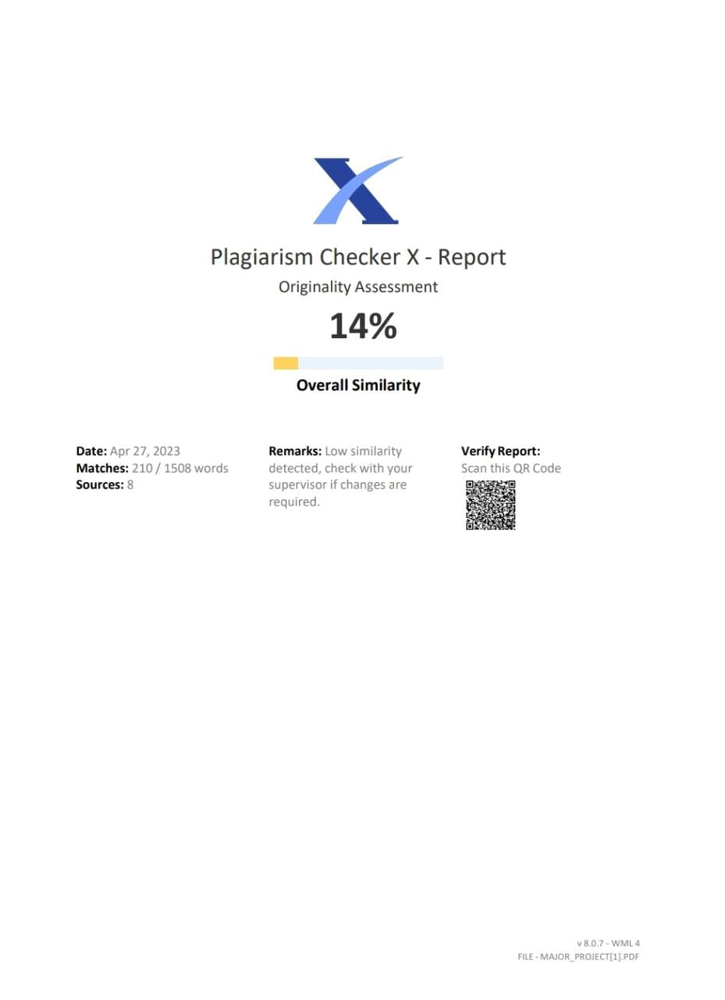 Plagiarism Checker X - Report
Originality Assessment
14%
Overall Similarity
Date: Apr 27, 2023
Matches: 210 / 1508 words
Sources: 8
Remarks: Low similarity
detected, check with your
supervisor if changes are
required.
Verify Report:
Scan this QR Code
v 8.0.7 - WML 4
FILE - MAJOR_PROJECT[1].PDF